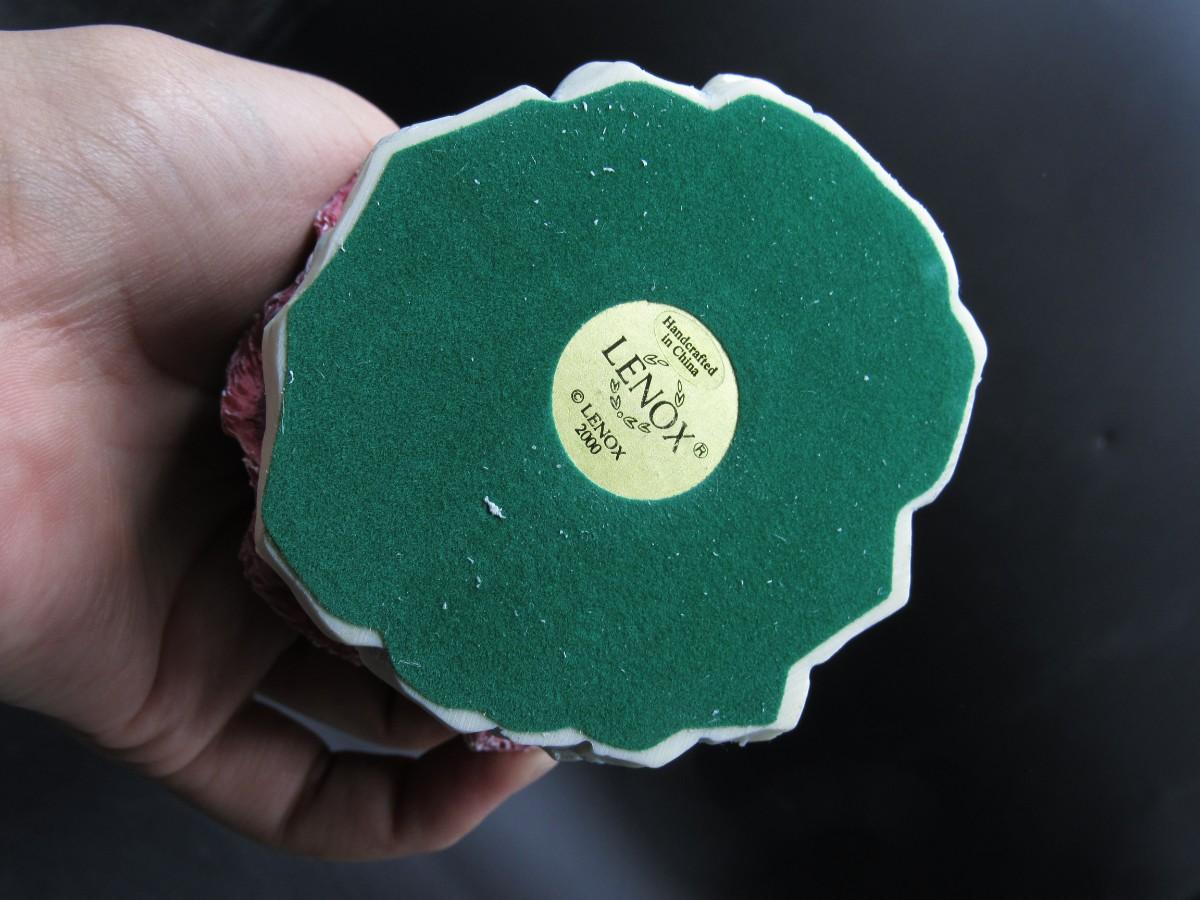 Handcrafted
in China
LENOX®
© LENOX
2000